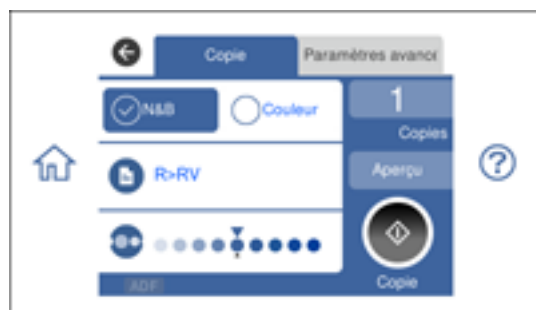 Copie
Paramètres avancé
N&B
Couleur
1
Copies
R>RV
Aperçu
ADF
Copie